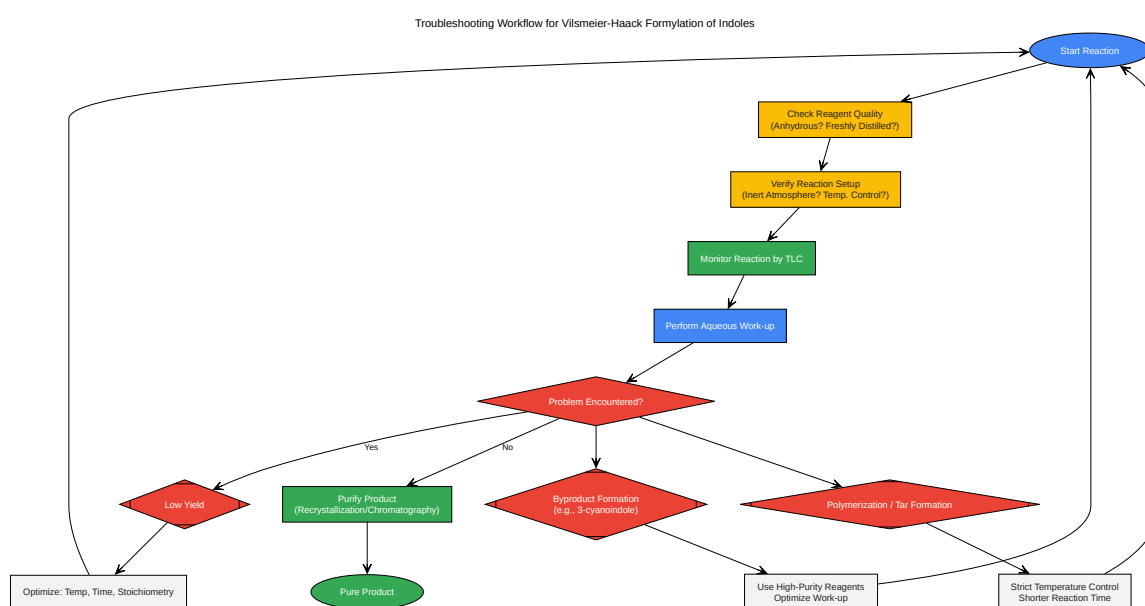 Troubleshooting Workflow for Vilsmeier-Haack Formylation of Indoles
Start Reaction
Check Reagent Quality
(Anhydrous? Freshly Distilled?)
Verify Reaction Setup
(Inert Atmosphere? Temp. Control?)
Monitor Reaction by TLC
Perform Aqueous Work-up
Problem Encountered?
Yes
No
Low Yield
Purify Product
(Recrystallization/Chromatography)
Byproduct Formation
(e.g., 3-cyanoindole)
Polymerization / Tar Formation
Optimize: Temp, Time, Stoichiometry
Pure Product
Use High-Purity Reagents
Optimize Work-up
Strict Temperature Control
Shorter Reaction Time